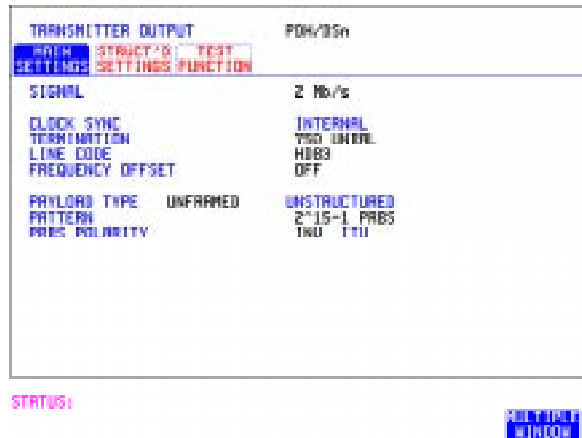 TRANSMITTER OUTPUT PDH/DSn
MAIN SETTINGS STRUCT'D SETTINGS TEST FUNCTION
SIGNAL 2 Mb/s
CLOCK SYNC INTERNAL
TERMINATION 75Ω UNBAL
LINE CODE HDB3
FREQUENCY OFFSET OFF
PAYLOAD TYPE UNFRAMED UNSTRUCTURED
PATTERN 2^15-1 PRBS
PRBS POLARITY INV ITU
STATUS:
MULTIPLE
WINDOW